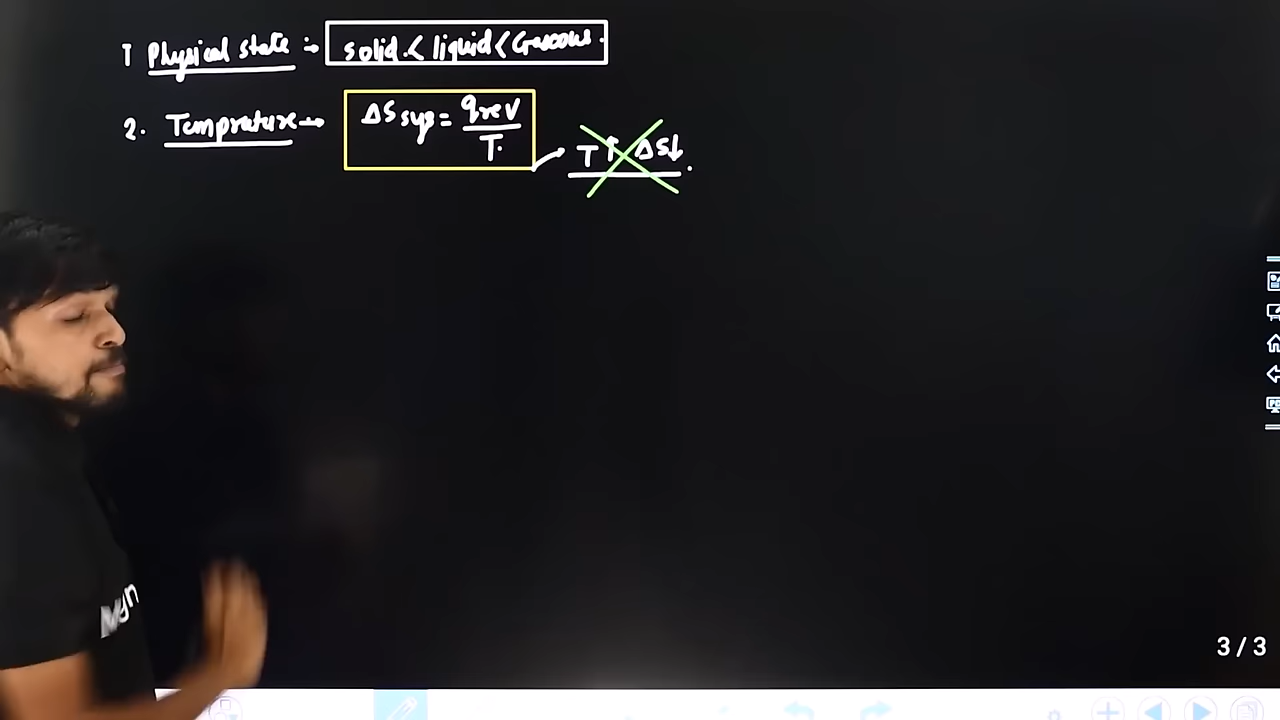 1 Physical state :→ solid < liquid < Gaseous.
2. Temprature → ΔSsys = qrev / T.
T↑ ΔS↓.
3 / 3